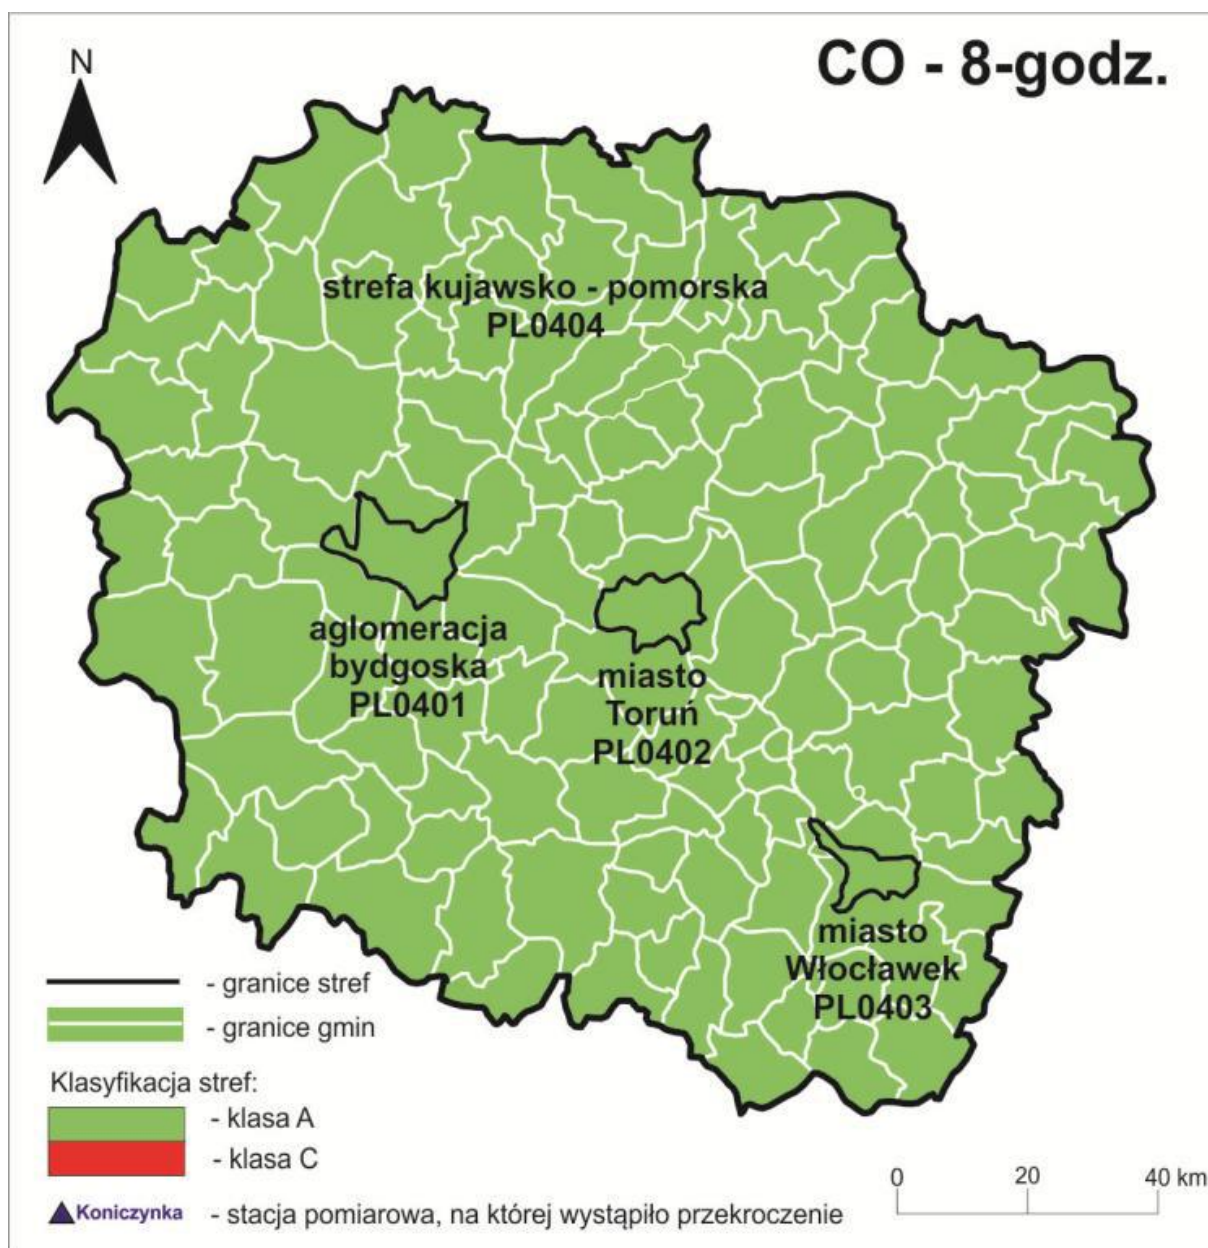 CO - 8-godz.
N
strefa kujawsko - pomorska
PL0404
aglomeracja
bydgoska
PL0401
miasto
Toruń
PL0402
miasto
Włocławek
PL0403
- granice stref
- granice gmin
Klasyfikacja stref:
- klasa A
- klasa C
Koniczynka - stacja pomiarowa, na której wystąpiło przekroczenie
0 20 40 km